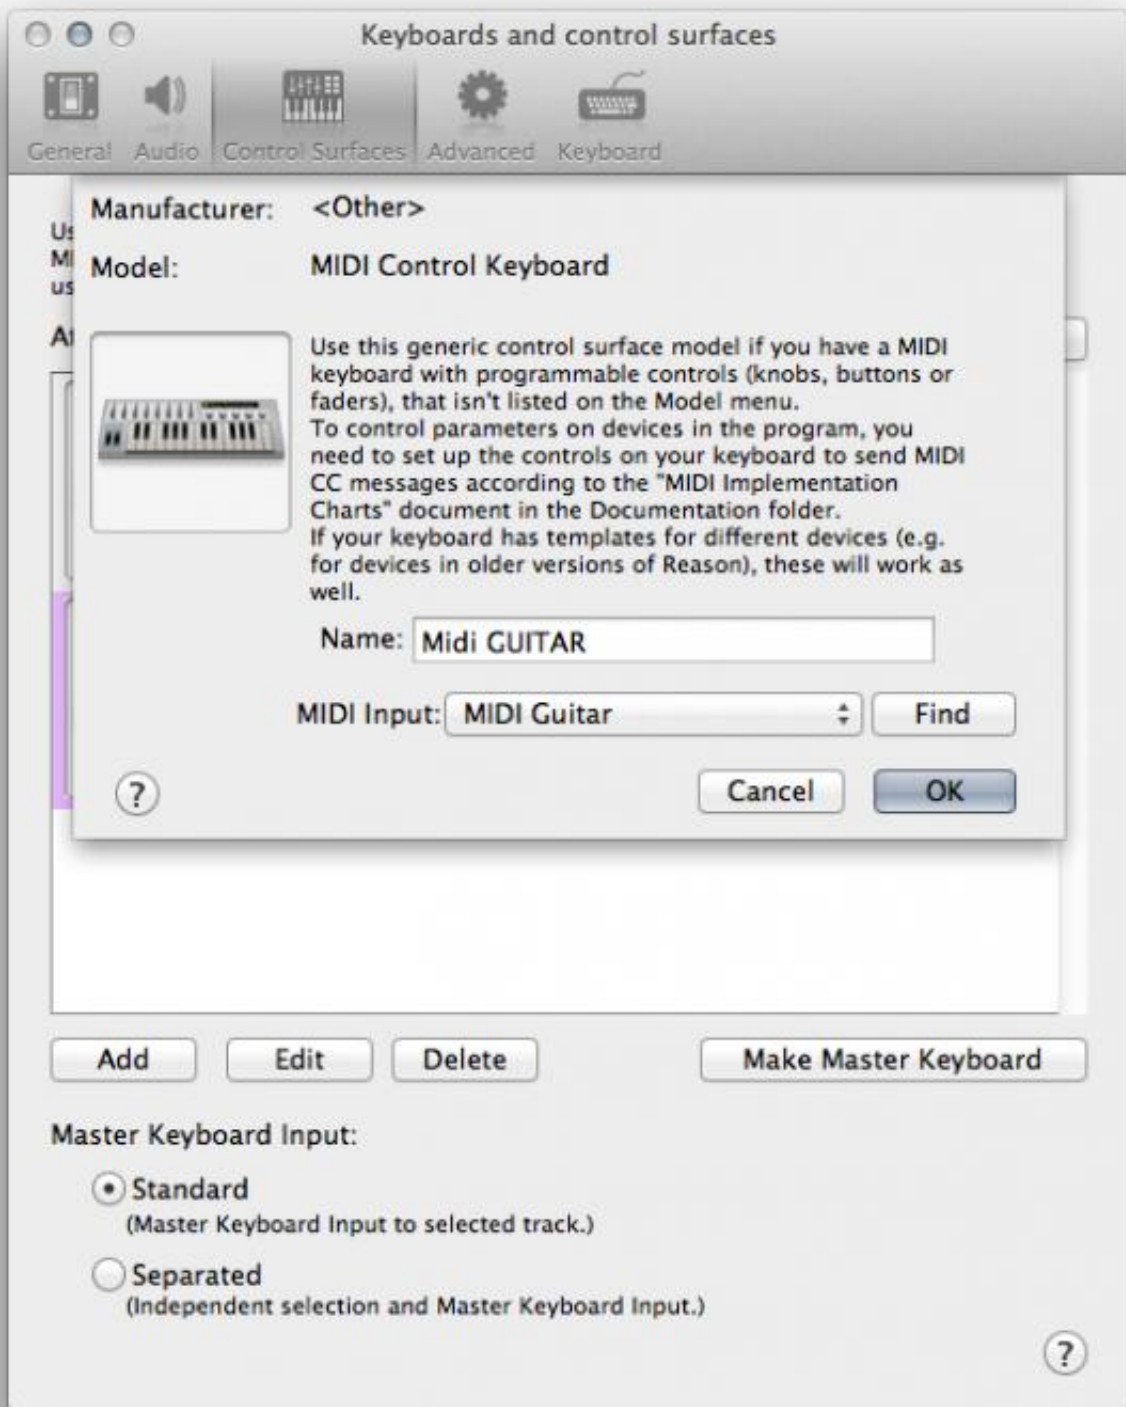 Keyboards and control surfaces
General Audio Control Surfaces Advanced Keyboard
Manufacturer: <Other>
Model: MIDI Control Keyboard
Use this generic control surface model if you have a MIDI
keyboard with programmable controls (knobs, buttons or
faders), that isn't listed on the Model menu.
To control parameters on devices in the program, you
need to set up the controls on your keyboard to send MIDI
CC messages according to the "MIDI Implementation
Charts" document in the Documentation folder.
If your keyboard has templates for different devices (e.g.
for devices in older versions of Reason), these will work as
well.
Name: Midi GUITAR
MIDI Input: MIDI Guitar Find
? Cancel OK
Add Edit Delete Make Master Keyboard
Master Keyboard Input:
Standard
(Master Keyboard Input to selected track.)
Separated
(Independent selection and Master Keyboard Input.)
?